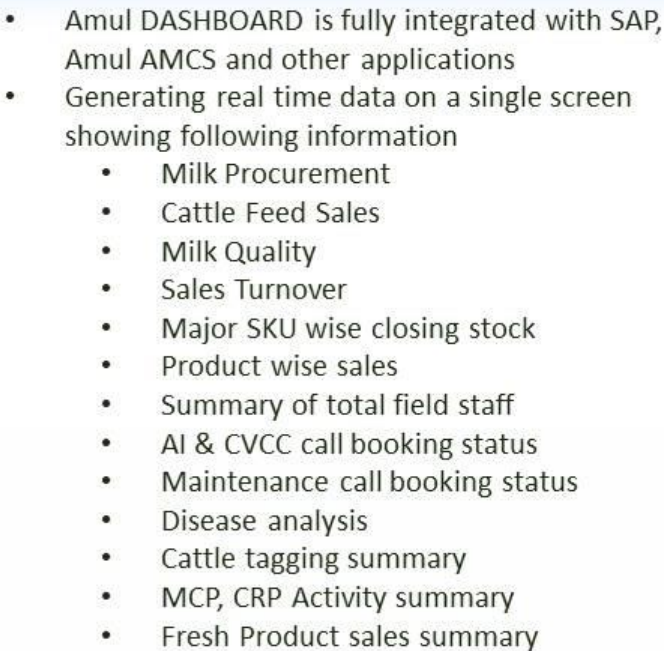 • Amul DASHBOARD is fully integrated with SAP,
Amul AMCS and other applications
• Generating real time data on a single screen
showing following information
• Milk Procurement
• Cattle Feed Sales
• Milk Quality
• Sales Turnover
• Major SKU wise closing stock
• Product wise sales
• Summary of total field staff
• AI & CVCC call booking status
• Maintenance call booking status
• Disease analysis
• Cattle tagging summary
• MCP, CRP Activity summary
• Fresh Product sales summary